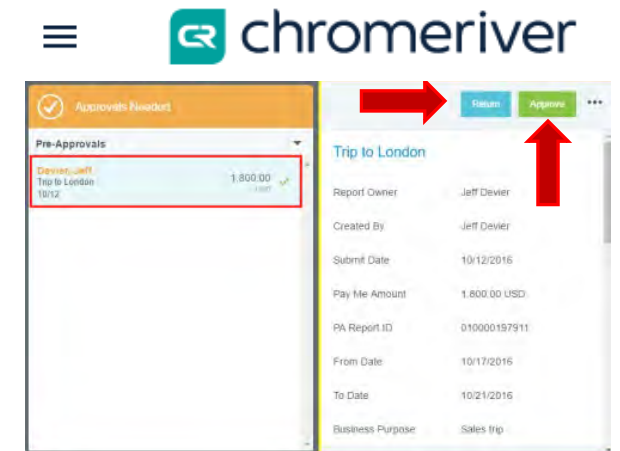 chromeriver
Approvals Needed
Return Approve
Pre-Approvals
Devier, Jeff
Trip to London 1,800.00
USD
10/12
Trip to London
Report Owner Jeff Devier
Created By Jeff Devier
Submit Date 10/12/2016
Pay Me Amount 1,800.00 USD
PA Report ID 010000197911
From Date 10/17/2016
To Date 10/21/2016
Business Purpose Sales trip